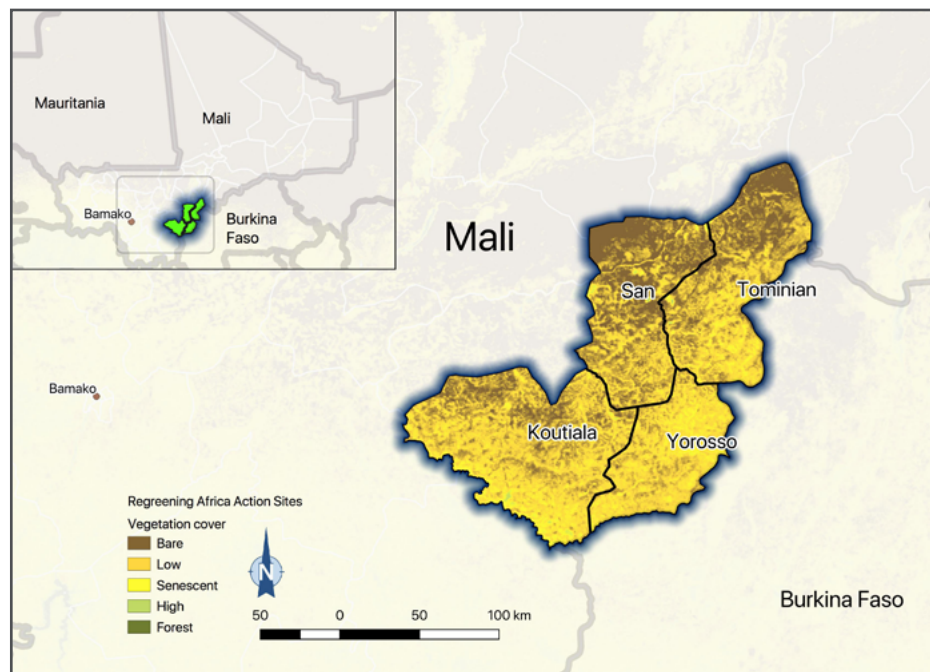 Mauritania
Mali
Bamako
Burkina
Faso
Mali
San
Tominian
Bamako
Koutiala
Yorosso
Regreening Africa Action Sites
Vegetation cover
Bare
Low
Senescent
High
Forest
N
50 0 50 100 km
Burkina Faso